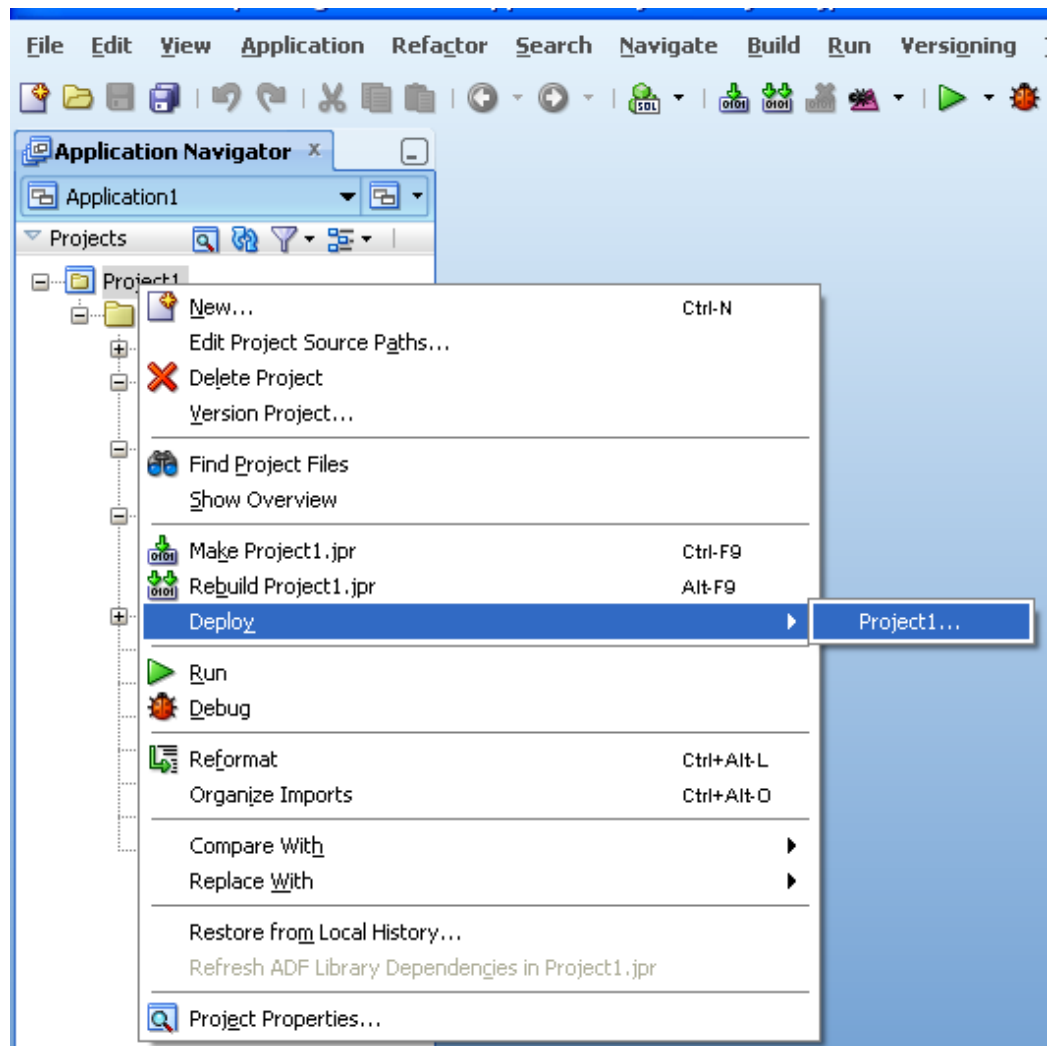 File Edit View Application Refactor Search Navigate Build Run Versioning
SQL 0101 0101
Application Navigator x
Application1
Projects
Project1
New... Ctrl-N
Edit Project Source Paths...
Delete Project
Version Project...
Find Project Files
Show Overview
Make Project1.jpr Ctrl-F9
Rebuild Project1.jpr Alt-F9
Deploy Project1...
Run
Debug
Reformat Ctrl+Alt-L
Organize Imports Ctrl+Alt-O
Compare With
Replace With
Restore from Local History...
Refresh ADF Library Dependencies in Project1.jpr
Project Properties...